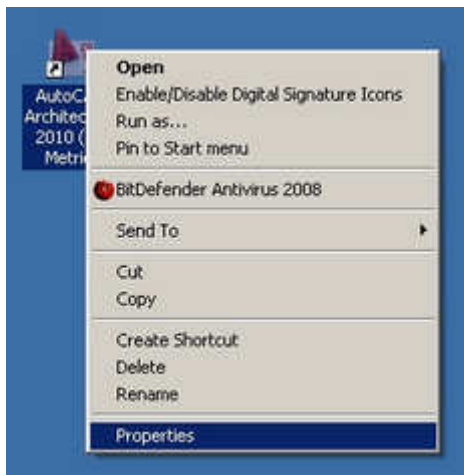 AutoC
Architec
2010 (
Metri
Open
Enable/Disable Digital Signature Icons
Run as...
Pin to Start menu
BitDefender Antivirus 2008
Send To
Cut
Copy
Create Shortcut
Delete
Rename
Properties